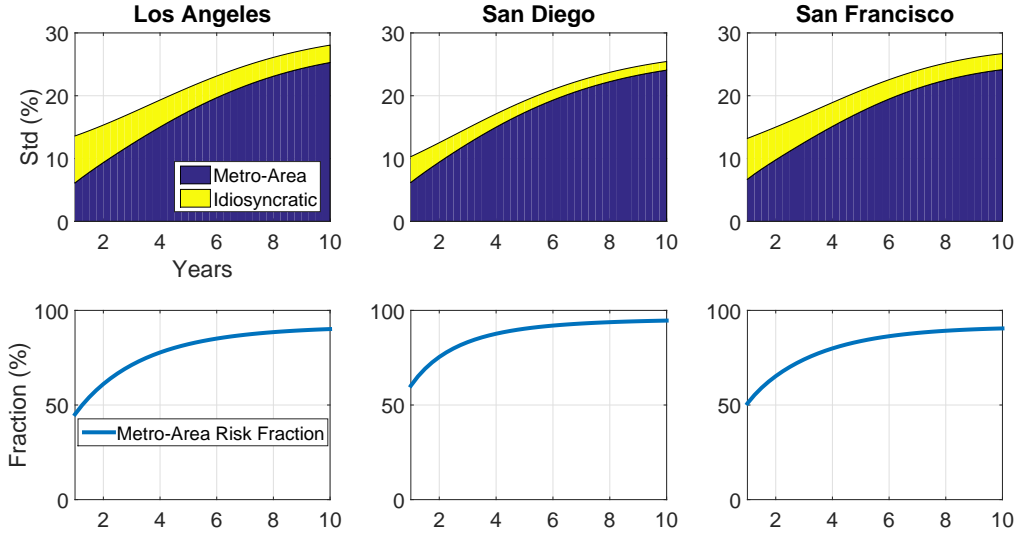 Los Angeles
San Diego
San Francisco
Std (%)
30
20
10
0
Metro-Area
Idiosyncratic
2 4 6 8 10
Years
30
20
10
0
2 4 6 8 10
30
20
10
0
2 4 6 8 10
Fraction (%)
100
50
0
Metro-Area Risk Fraction
2 4 6 8 10
100
50
0
2 4 6 8 10
100
50
0
2 4 6 8 10